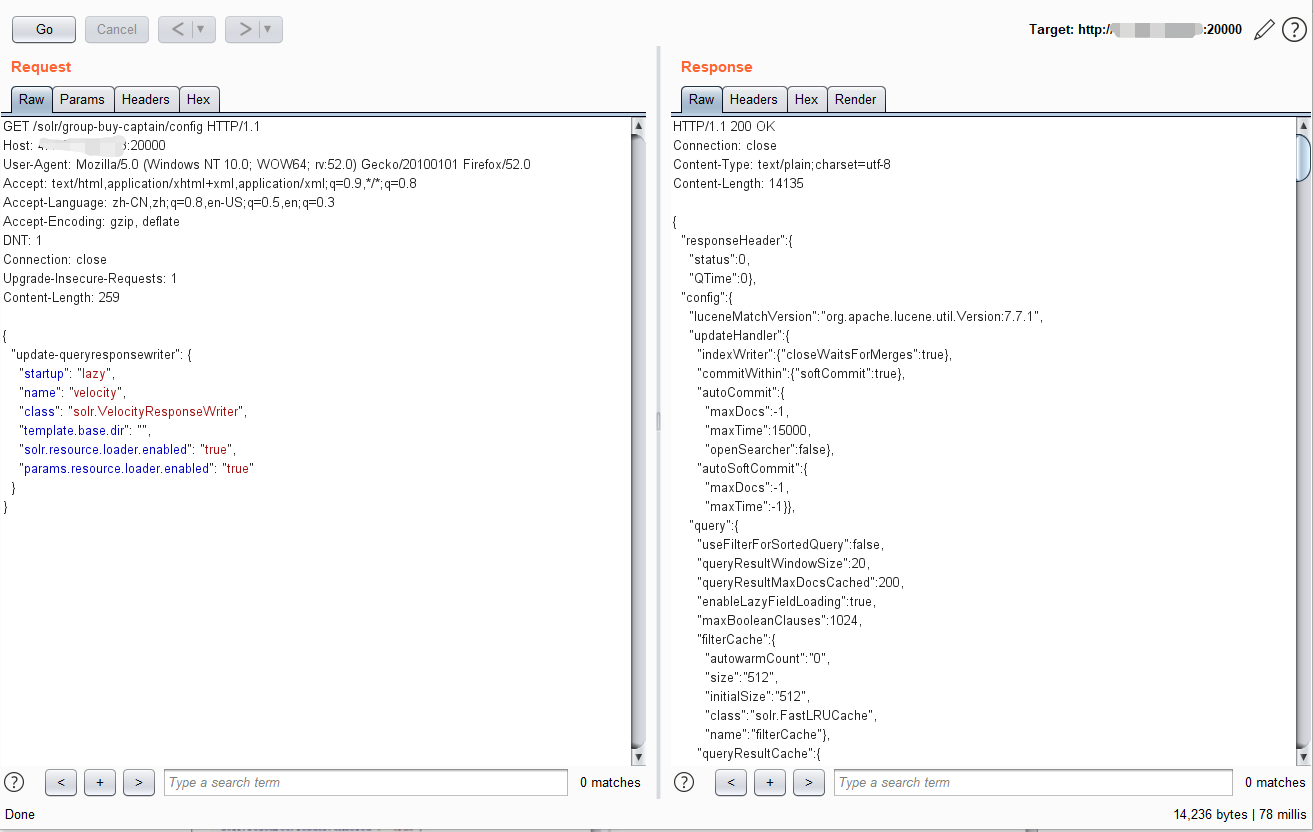 Go
Cancel
<
>
Target: http://:20000
?
Request
Response
Raw Params Headers Hex
Raw Headers Hex Render
GET /solr/group-buy-captain/config HTTP/1.1
Host: :20000
User-Agent: Mozilla/5.0 (Windows NT 10.0; WOW64; rv:52.0) Gecko/20100101 Firefox/52.0
Accept: text/html,application/xhtml+xml,application/xml;q=0.9,*/*;q=0.8
Accept-Language: zh-CN,zh;q=0.8,en-US;q=0.5,en;q=0.3
Accept-Encoding: gzip, deflate
DNT: 1
Connection: close
Upgrade-Insecure-Requests: 1
Content-Length: 259
{
"update-queryresponsewriter": {
"startup": "lazy",
"name": "velocity",
"class": "solr.VelocityResponseWriter",
"template.base.dir": "",
"solr.resource.loader.enabled": "true",
"params.resource.loader.enabled": "true"
}
}
HTTP/1.1 200 OK
Connection: close
Content-Type: text/plain;charset=utf-8
Content-Length: 14135
{
"responseHeader":{
"status":0,
"QTime":0},
"config":{
"luceneMatchVersion":"org.apache.lucene.util.Version:7.7.1",
"updateHandler":{
"indexWriter":{"closeWaitsForMerges":true},
"commitWithin":{"softCommit":true},
"autoCommit":{
"maxDocs":-1,
"maxTime":15000,
"openSearcher":false},
"autoSoftCommit":{
"maxDocs":-1,
"maxTime":-1}},
"query":{
"useFilterForSortedQuery":false,
"queryResultWindowSize":20,
"queryResultMaxDocsCached":200,
"enableLazyFieldLoading":true,
"maxBooleanClauses":1024,
"filterCache":{
"autowarmCount":"0",
"size":"512",
"initialSize":"512",
"class":"solr.FastLRUCache",
"name":"filterCache"},
"queryResultCache":{
? < + > Type a search term 0 matches
? < + > Type a search term 0 matches
Done
14,236 bytes | 78 millis